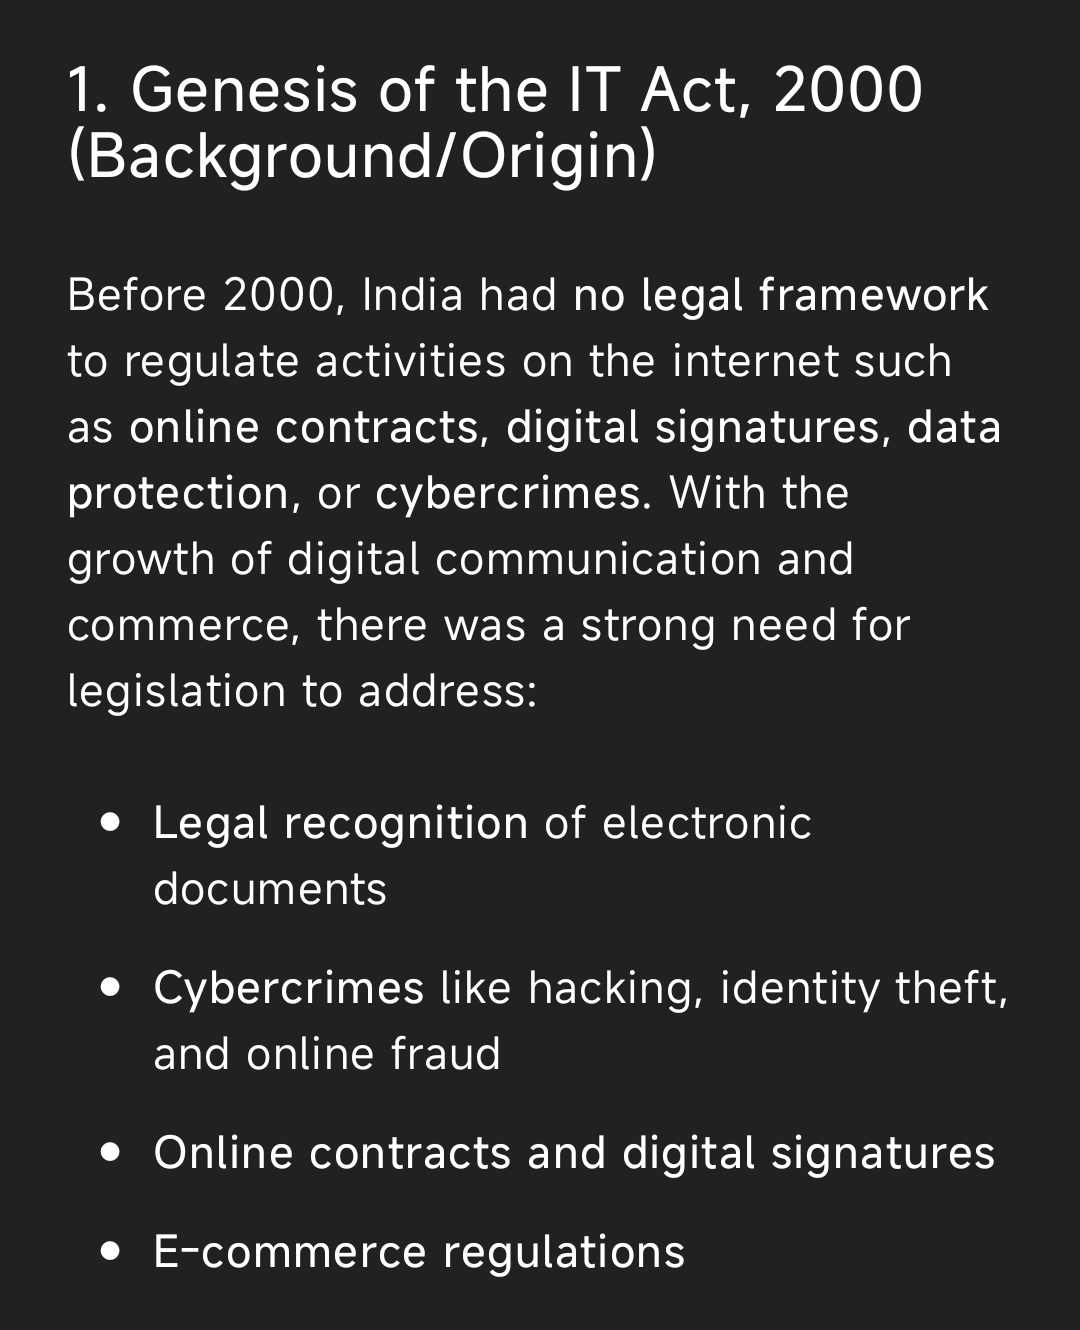 1. Genesis of the IT Act, 2000
(Background/Origin)
Before 2000, India had no legal framework
to regulate activities on the internet such
as online contracts, digital signatures, data
protection, or cybercrimes. With the
growth of digital communication and
commerce, there was a strong need for
legislation to address:
• Legal recognition of electronic
documents
• Cybercrimes like hacking, identity theft,
and online fraud
• Online contracts and digital signatures
• E-commerce regulations